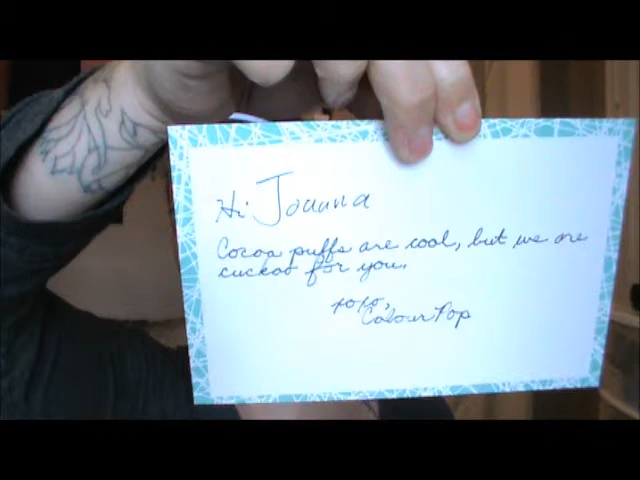 Hi Joanna
Cocoa puffs are cool, but we are
cuckoo for you.
xoxo,
ColourPop